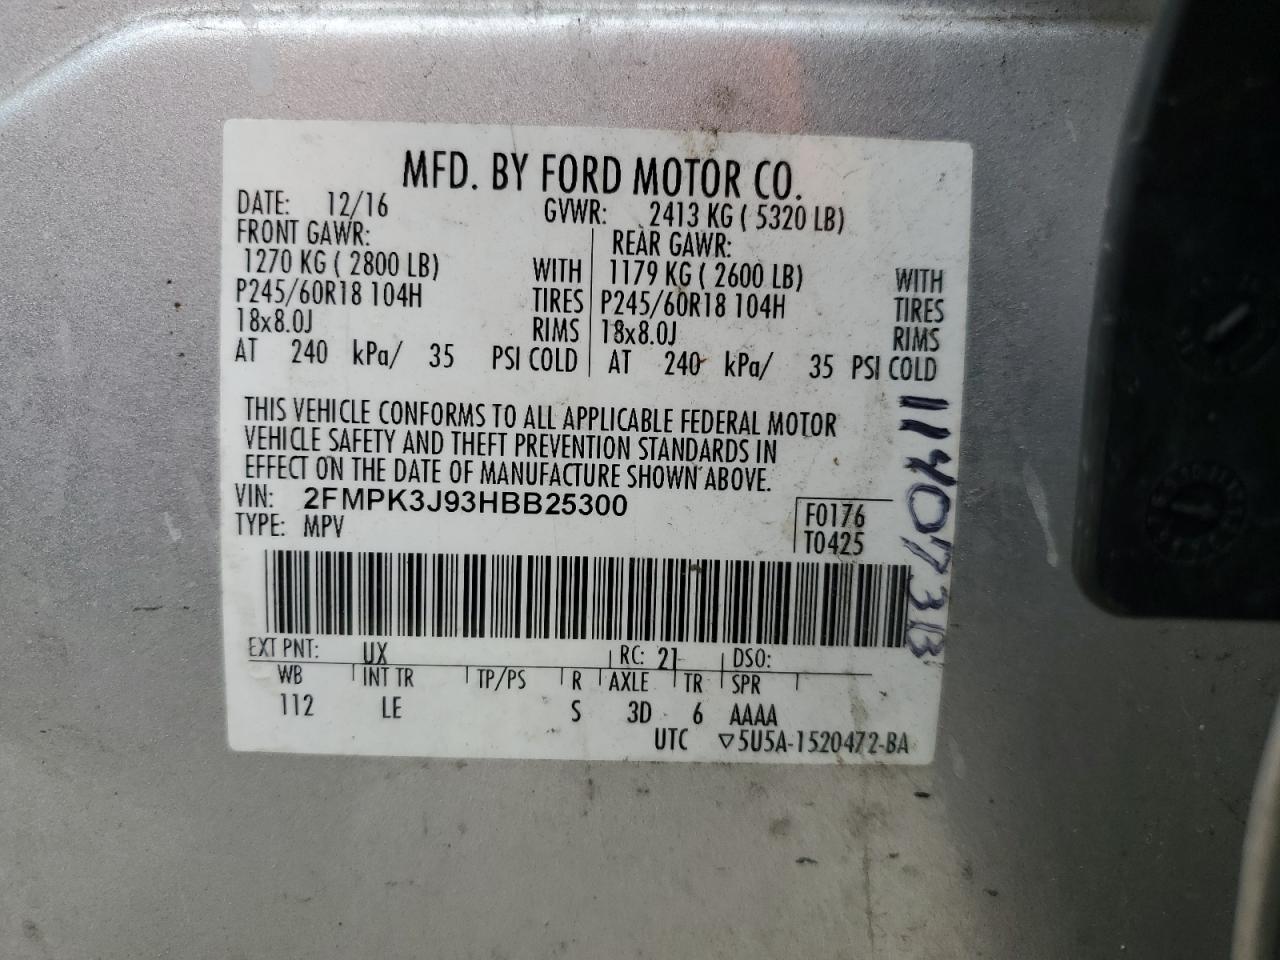 MFD. BY FORD MOTOR CO.
DATE: 12/16 GVWR: 2413 KG ( 5320 LB)
FRONT GAWR: REAR GAWR:
1270 KG ( 2800 LB) WITH 1179 KG ( 2600 LB) WITH
P245/60R18 104H TIRES P245/60R18 104H TIRES
18x8.0J RIMS 18x8.0J RIMS
AT 240 kPa/ 35 PSI COLD AT 240 kPa/ 35 PSI COLD
THIS VEHICLE CONFORMS TO ALL APPLICABLE FEDERAL MOTOR
VEHICLE SAFETY AND THEFT PREVENTION STANDARDS IN
EFFECT ON THE DATE OF MANUFACTURE SHOWN ABOVE.
VIN: 2FMPK3J93HBB25300 F0176
TYPE: MPV T0425
EXT PNT: UX RC: 21 DSO:
WB INT TR TP/PS R AXLE TR SPR
112 LE S 3D 6 AAAA
UTC ▽5U5A-1520472-BA